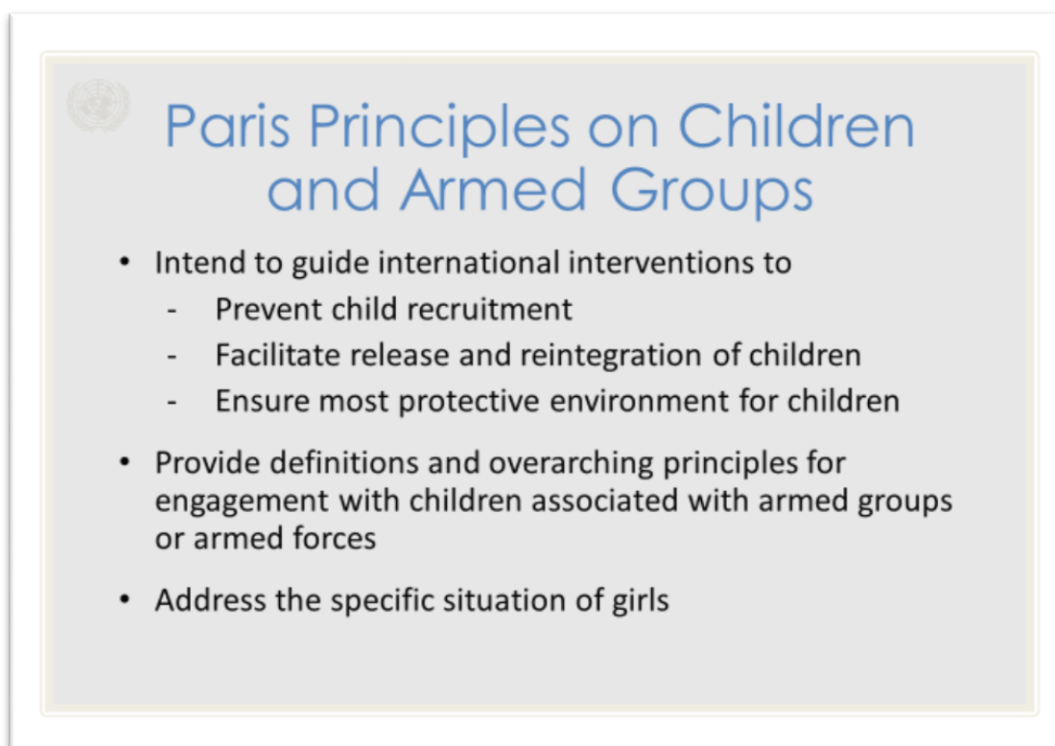 Paris Principles on Children
and Armed Groups
• Intend to guide international interventions to
- Prevent child recruitment
- Facilitate release and reintegration of children
- Ensure most protective environment for children
• Provide definitions and overarching principles for
engagement with children associated with armed groups
or armed forces
• Address the specific situation of girls